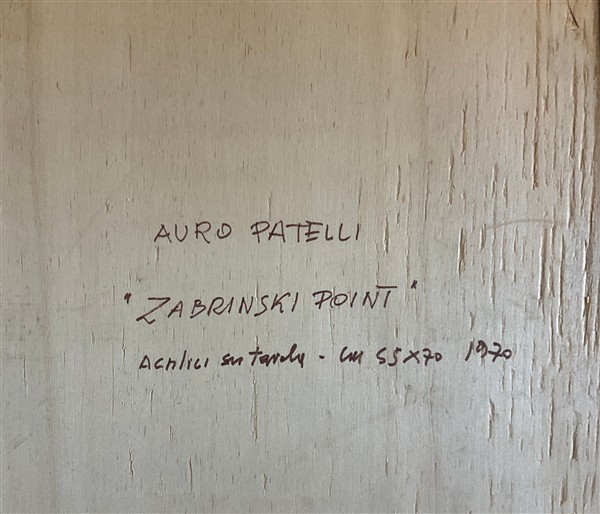 AURO PATELLI
"ZABRINSKI POINT"
Acrilici su tavola - cm 55x70 1970